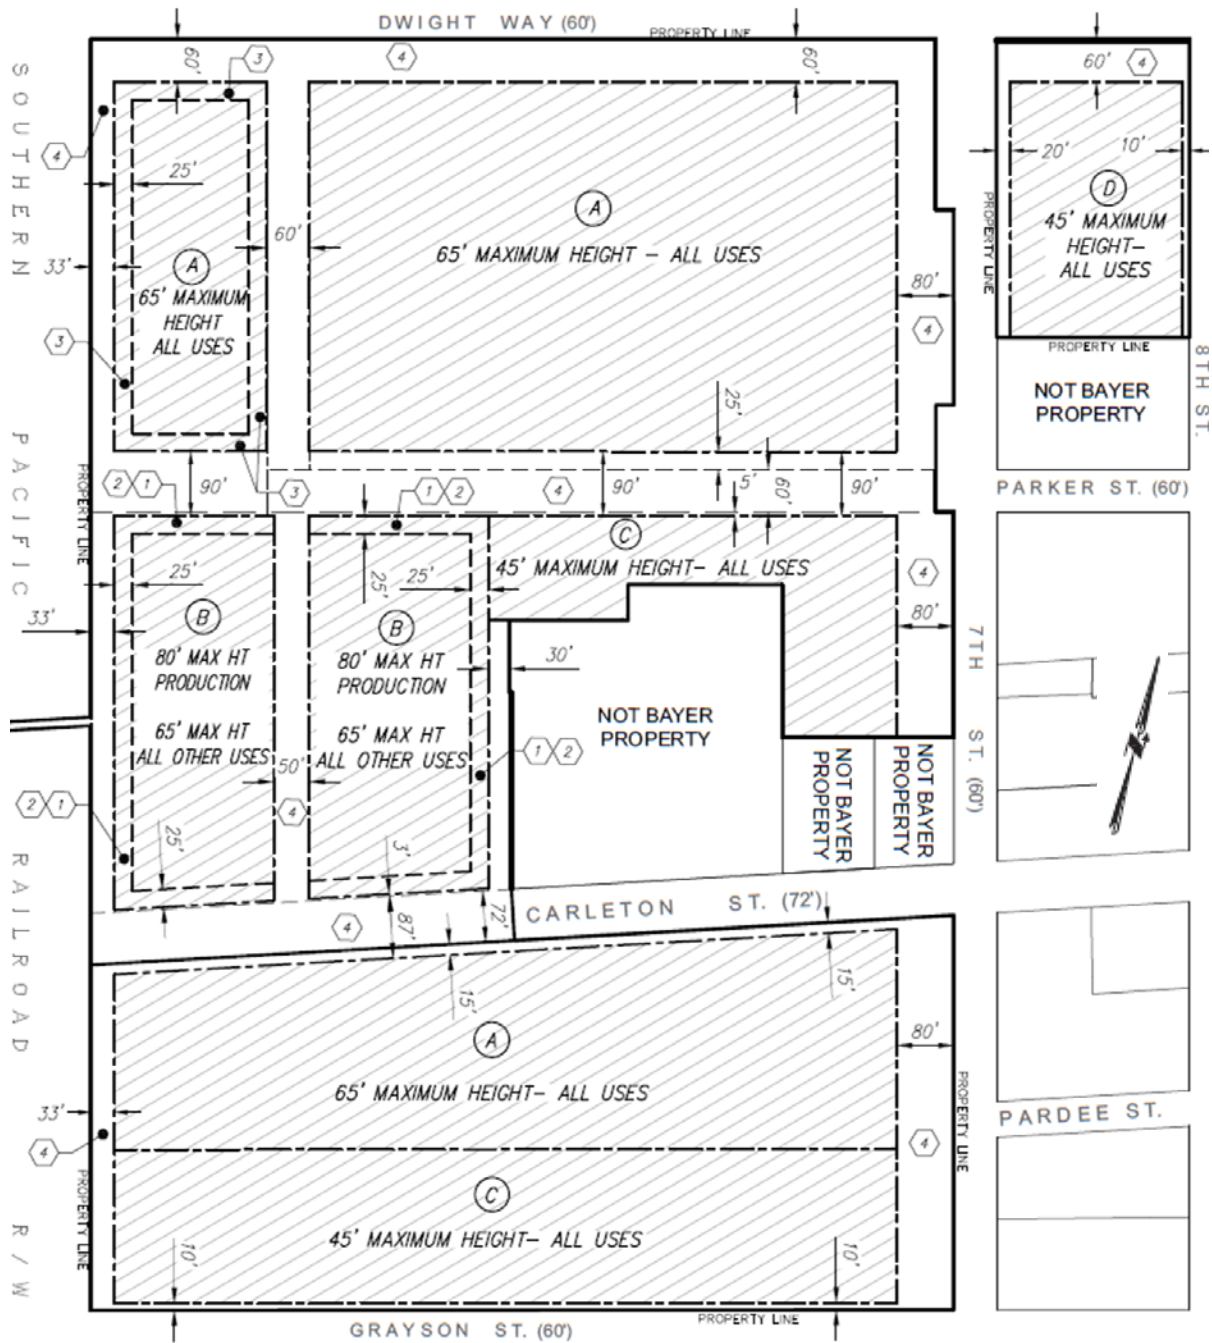 DWIGHT WAY (60')
PROPERTY LINE
SOUTHERN PACIFIC RAILROAD R/W
60'
3
4
60'
60'
4
4
25'
20'
10'
A
65' MAXIMUM HEIGHT – ALL USES
D
45' MAXIMUM
HEIGHT–
ALL USES
PROPERTY LINE
60'
33'
A
65' MAXIMUM
HEIGHT
ALL USES
80'
4
3
PROPERTY LINE
8TH ST.
NOT BAYER
PROPERTY
25'
PROPERTY LINE
2
1
90'
3
1
2
4
90'
5'
60'
90'
PARKER ST. (60')
C
45' MAXIMUM HEIGHT– ALL USES
4
25'
25'
25'
33'
B
80' MAX HT
PRODUCTION
65' MAX HT
ALL OTHER USES
B
80' MAX HT
PRODUCTION
65' MAX HT
ALL OTHER USES
80'
30'
7TH ST. (60')
NOT BAYER
PROPERTY
NOT BAYER
PROPERTY
NOT BAYER
PROPERTY
1
2
50'
4
2
1
25'
3'
N
CARLETON ST. (72')
4
87'
72'
15'
15'
A
65' MAXIMUM HEIGHT– ALL USES
80'
33'
4
4
PROPERTY LINE
PARDEE ST.
PROPERTY LINE
C
45' MAXIMUM HEIGHT– ALL USES
10'
10'
PROPERTY LINE
GRAYSON ST. (60')